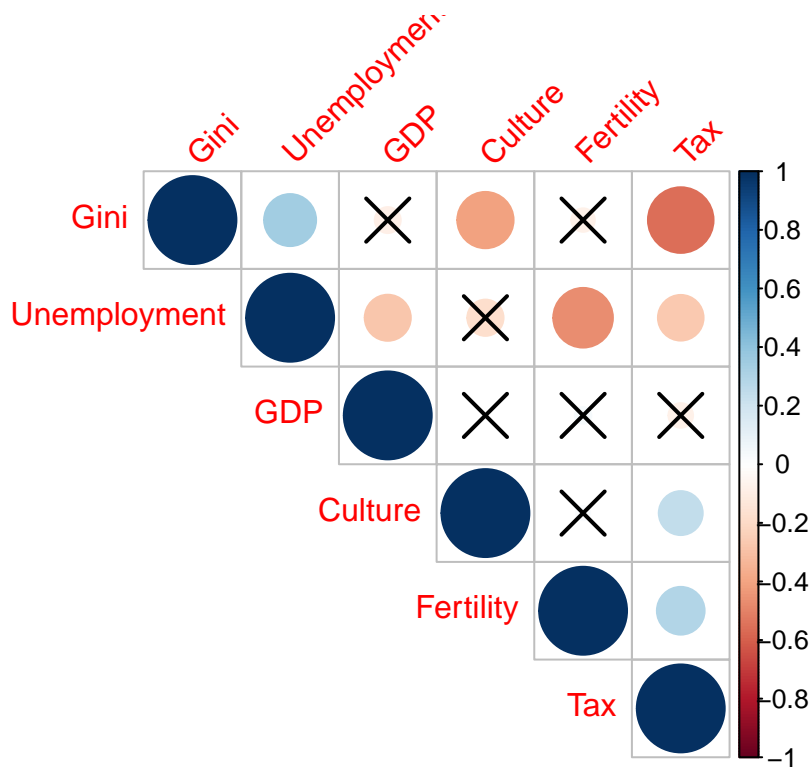 Gini
Unemployment
GDP
Culture
Fertility
Tax
Gini
Unemployment
GDP
Culture
Fertility
Tax
1
0.8
0.6
0.4
0.2
0
−0.2
−0.4
−0.6
−0.8
−1